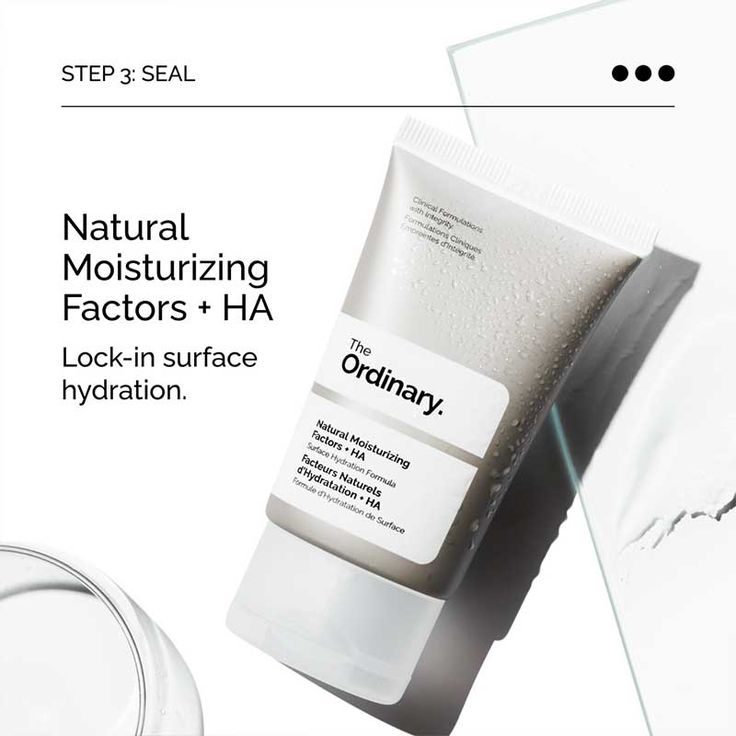 STEP 3: SEAL
Natural
Moisturizing
Factors + HA
Lock-in surface
hydration.
Clinical Formulations
with Integrity.
Formulations Cliniques
Empreintes d'Intégrité.
The
Ordinary.
Natural Moisturizing
Factors + HA
Surface Hydration Formula
Facteurs Naturels
d'Hydratation + HA
Formule d'Hydratation de Surface